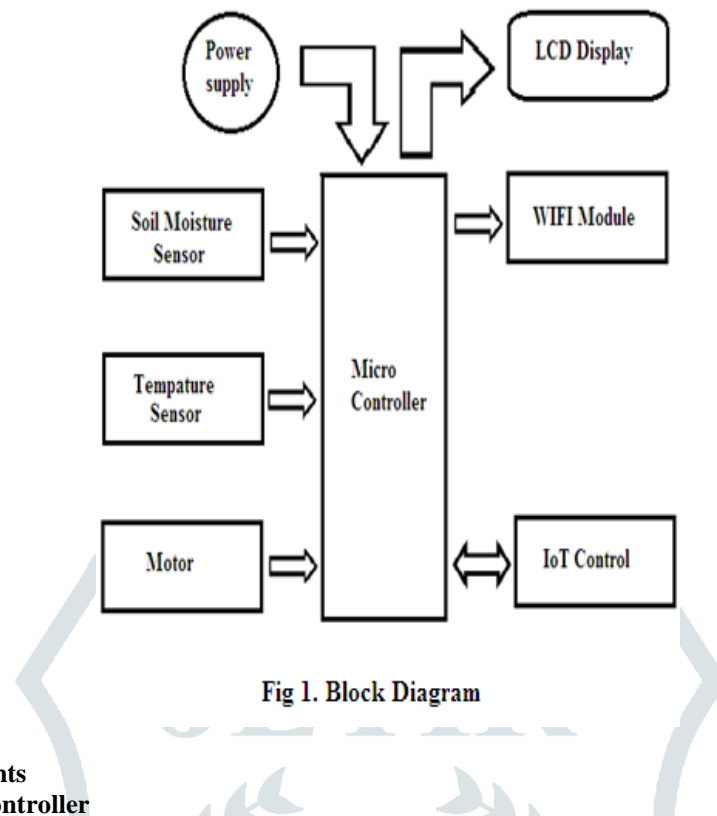 Power
supply
LCD Display
Soil Moisture
Sensor
WIFI Module
Tempature
Sensor
Micro
Controller
Motor
IoT Control
Fig 1. Block Diagram
nts
ontroller